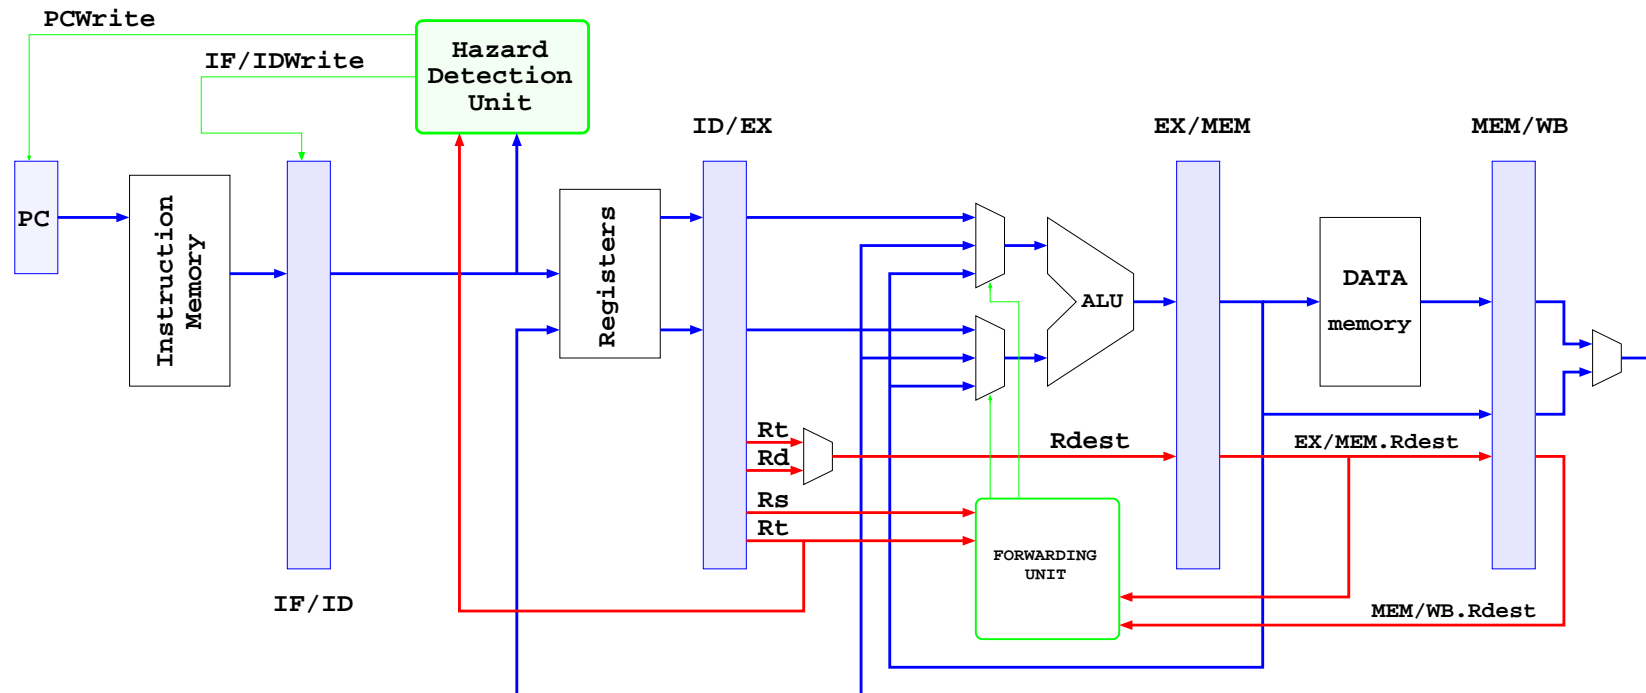 PCWrite
IF/IDWrite
Hazard
Detection
Unit
ID/EX
EX/MEM
MEM/WB
PC
Instruction
Memory
Registers
ALU
DATA
memory
Rt
Rd
Rdest
EX/MEM.Rdest
Rs
Rt
FORWARDING
UNIT
IF/ID
MEM/WB.Rdest